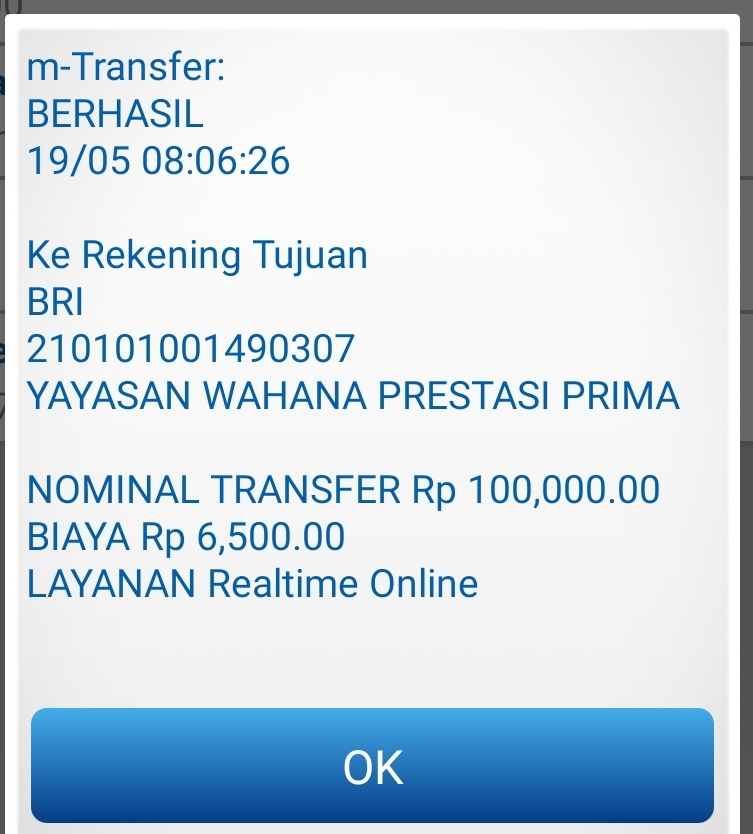 m-Transfer:
BERHASIL
19/05 08:06:26
Ke Rekening Tujuan
BRI
210101001490307
YAYASAN WAHANA PRESTASI PRIMA
NOMINAL TRANSFER Rp 100,000.00
BIAYA Rp 6,500.00
LAYANAN Realtime Online
OK